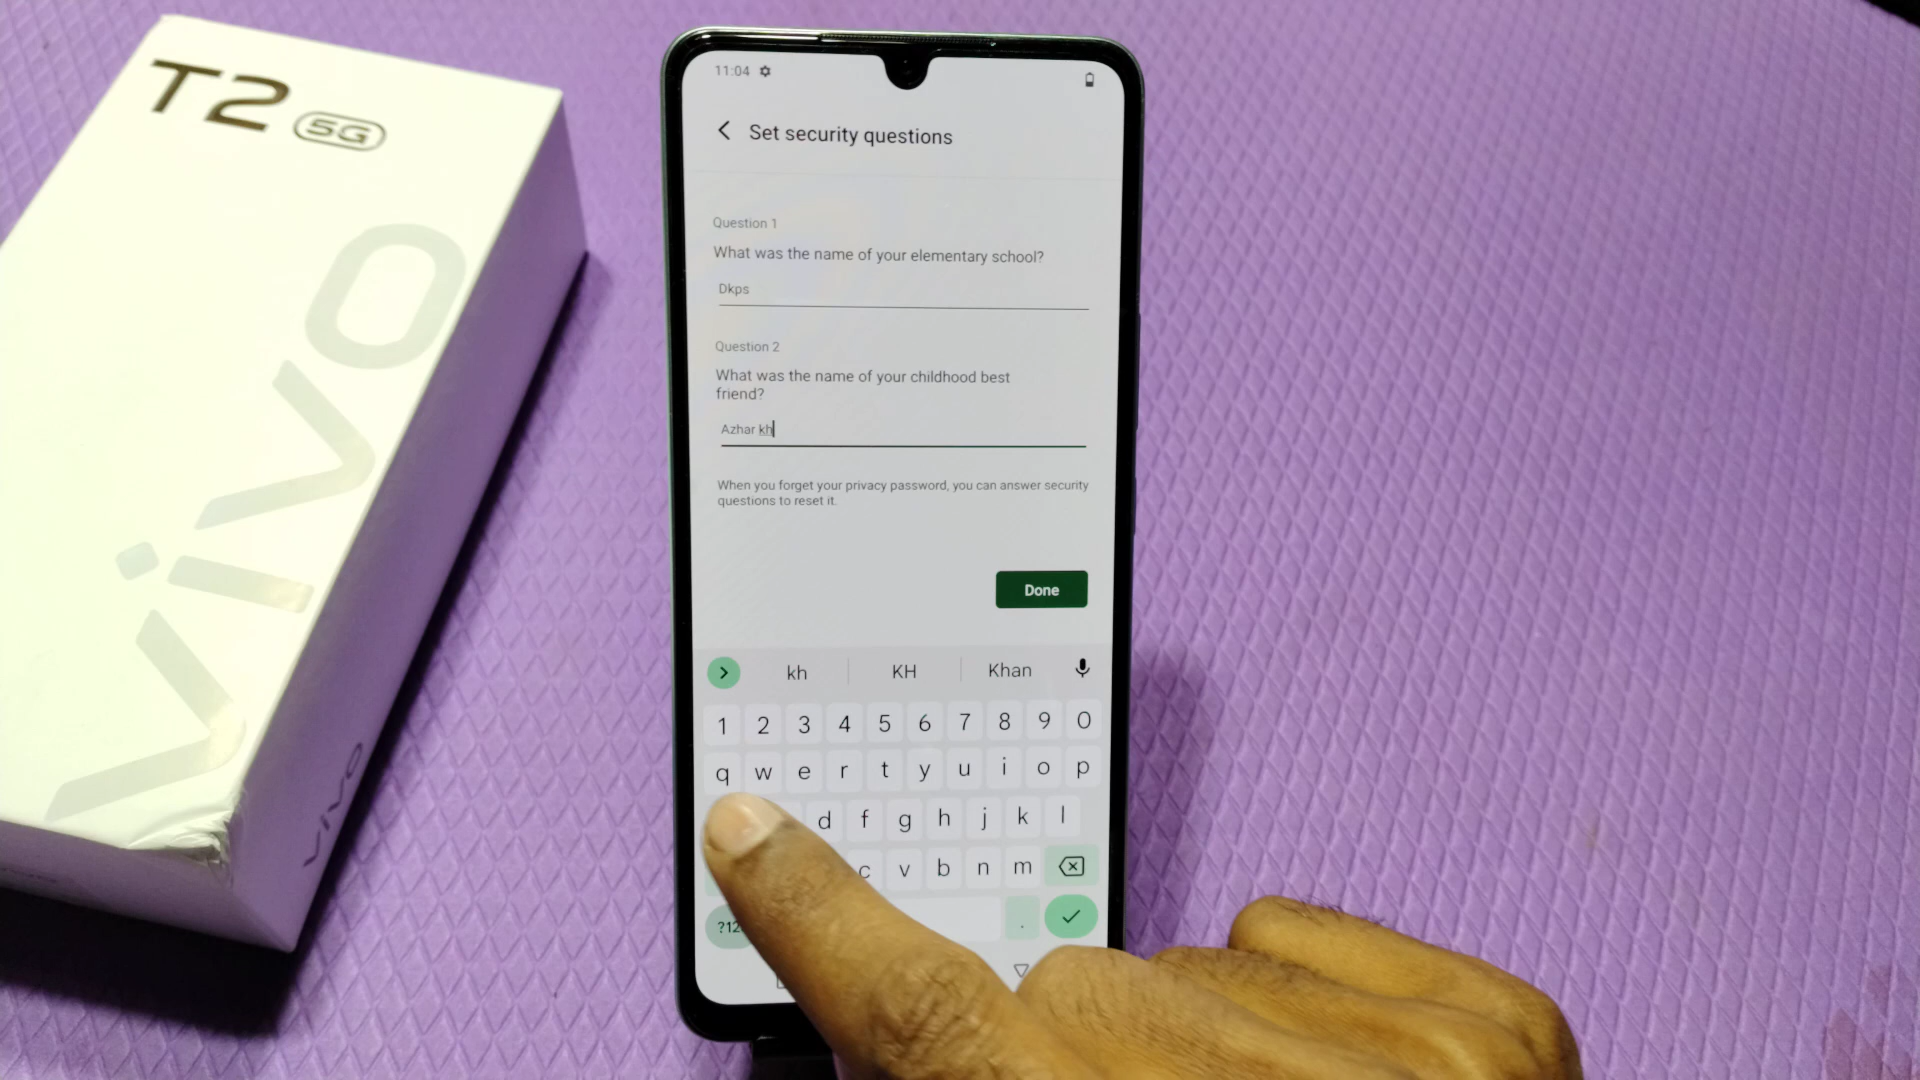 T2 5G
vivo
vivo
11:04
Set security questions
Question 1
What was the name of your elementary school?
Dkps
Question 2
What was the name of your childhood best
friend?
Azhar kh
When you forget your privacy password, you can answer security
questions to reset it.
Done
kh KH Khan
1 2 3 4 5 6 7 8 9 0
q w e r t y u i o p
d f g h j k l
c v b n m
?12 .